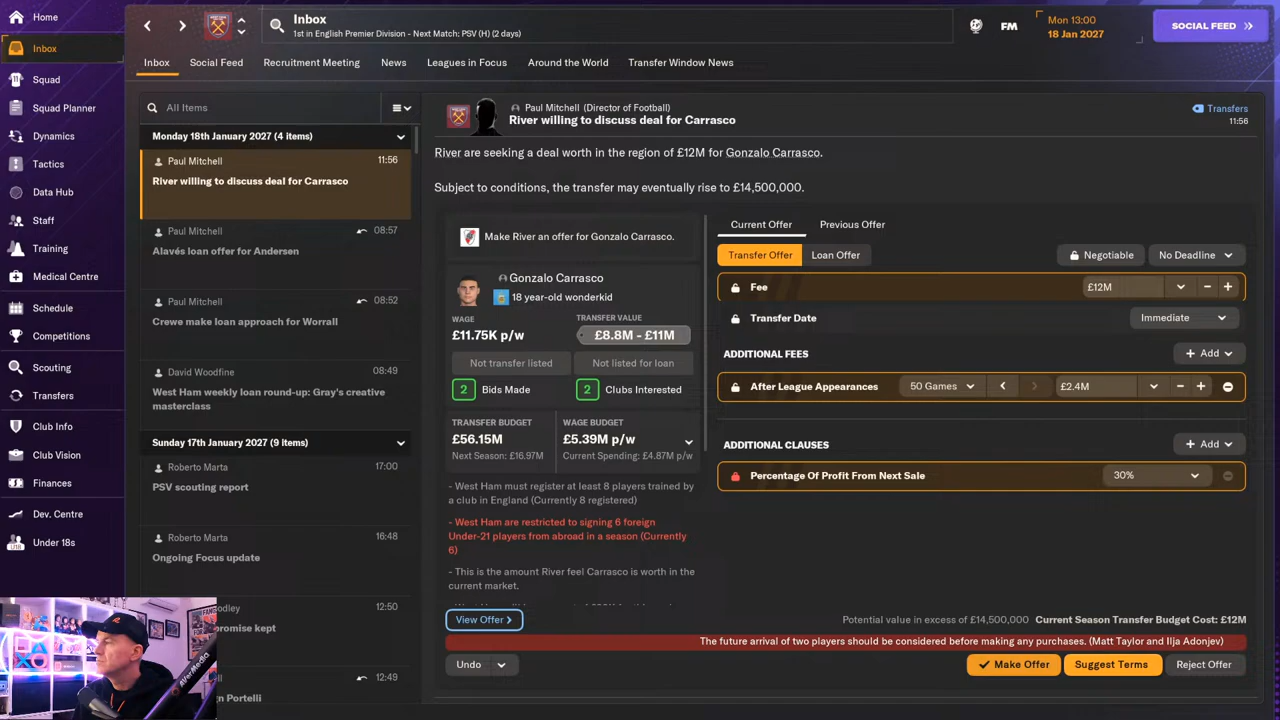 Home
Inbox
Squad
Squad Planner
Dynamics
Tactics
Data Hub
Staff
Training
Medical Centre
Schedule
Competitions
Scouting
Transfers
Club Info
Club Vision
Finances
Dev. Centre
Under 18s
Inbox
1st in English Premier Division - Next Match: PSV (H) (2 days)
FM
Mon 13:00
18 Jan 2027
SOCIAL FEED
Inbox Social Feed Recruitment Meeting News Leagues in Focus Around the World Transfer Window News
All Items
Monday 18th January 2027 (4 items)
Paul Mitchell 11:56
River willing to discuss deal for Carrasco
Paul Mitchell 08:57
Alavés loan offer for Andersen
Paul Mitchell 08:52
Crewe make loan approach for Worrall
David Woodfine 08:49
West Ham weekly loan round-up: Gray's creative
masterclass
Sunday 17th January 2027 (9 items)
Roberto Marta 17:00
PSV scouting report
Roberto Marta 16:48
Ongoing Focus update
12:50
kept
12:49
Portelli
Paul Mitchell (Director of Football)
River willing to discuss deal for Carrasco
Transfers
11:56
River are seeking a deal worth in the region of £12M for Gonzalo Carrasco.
Subject to conditions, the transfer may eventually rise to £14,500,000.
Make River an offer for Gonzalo Carrasco.
Gonzalo Carrasco
18 year-old wonderkid
WAGE TRANSFER VALUE
£11.75K p/w £8.8M - £11M
Not transfer listed Not listed for loan
2 Bids Made 2 Clubs Interested
TRANSFER BUDGET WAGE BUDGET
£56.15M £5.39M p/w
Next Season: £16.97M Current Spending: £4.87M p/w
- West Ham must register at least 8 players trained by
a club in England (Currently 8 registered)
- West Ham are restricted to signing 6 foreign
Under-21 players from abroad in a season (Currently
6)
- This is the amount River feel Carrasco is worth in the
current market.
Current Offer Previous Offer
Transfer Offer Loan Offer Negotiable No Deadline
Fee £12M
Transfer Date Immediate
ADDITIONAL FEES + Add
After League Appearances 50 Games £2.4M
ADDITIONAL CLAUSES + Add
Percentage Of Profit From Next Sale 30%
View Offer
Potential value in excess of £14,500,000 Current Season Transfer Budget Cost: £12M
The future arrival of two players should be considered before making any purchases. (Matt Taylor and Ilja Adonjev)
Undo Make Offer Suggest Terms Reject Offer